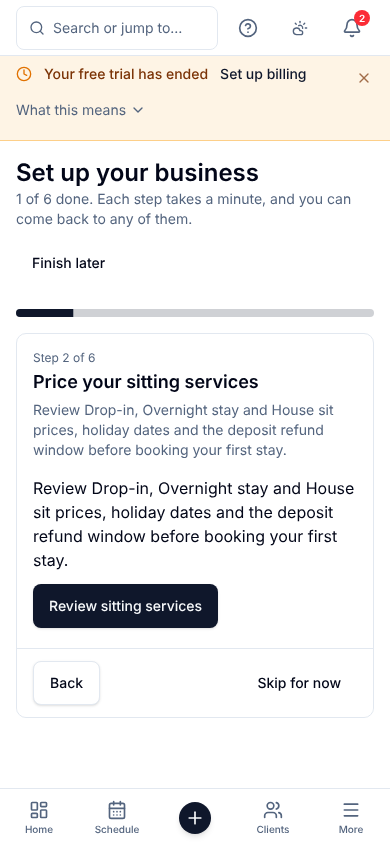 Search or jump to...
2
Your free trial has ended Set up billing
What this means
Set up your business
1 of 6 done. Each step takes a minute, and you can
come back to any of them.
Finish later
Step 2 of 6
Price your sitting services
Review Drop-in, Overnight stay and House sit
prices, holiday dates and the deposit refund
window before booking your first stay.
Review Drop-in, Overnight stay and House
sit prices, holiday dates and the deposit
refund window before booking your first
stay.
Review sitting services
Back Skip for now
Home Schedule Clients More